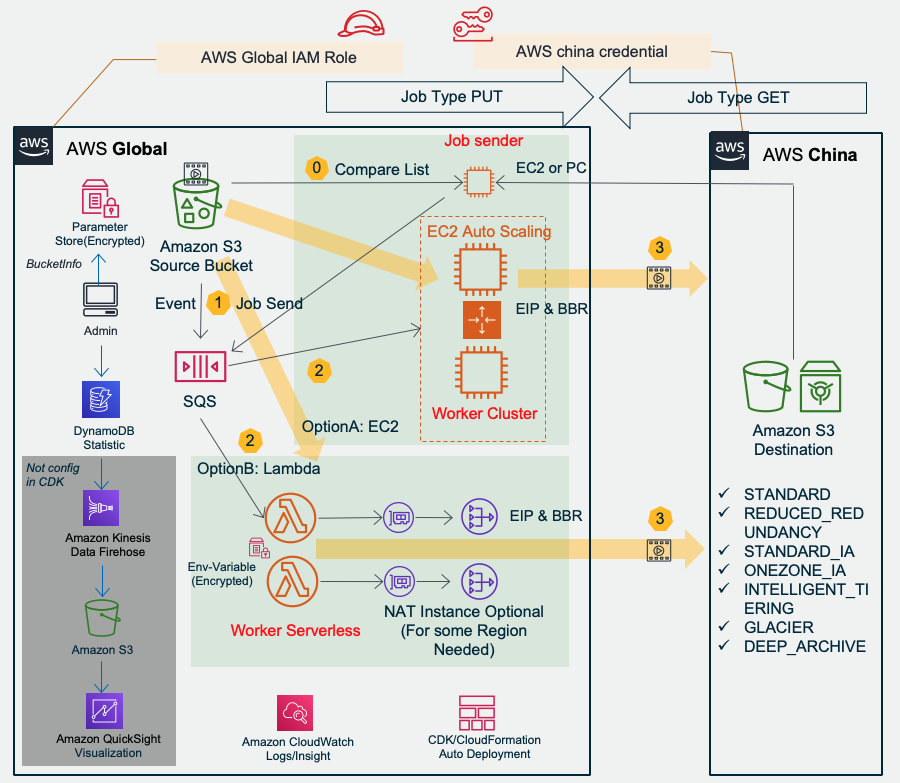 AWS Global IAM Role
AWS china credential
Job Type PUT
Job Type GET
aws
AWS Global
aws
AWS China
Job sender
0
Compare List
EC2 or PC
Parameter
Store(Encrypted)
BucketInfo
Admin
DynamoDB
Statistic
Not config
in CDK
Amazon Kinesis
Data Firehose
Amazon S3
Amazon QuickSight
Visualization
Amazon S3
Source Bucket
Event
1
Job Send
SQS
2
2
EC2 Auto Scaling
EIP & BBR
Worker Cluster
OptionA: EC2
3
OptionB: Lambda
EIP & BBR
Env-Variable
(Encrypted)
Worker Serverless
NAT Instance Optional
(For some Region
Needed)
3
Amazon CloudWatch
Logs/Insight
CDK/CloudFormation
Auto Deployment
Amazon S3
Destination
✓ STANDARD
✓ REDUCED_RED
UNDANCY
✓ STANDARD_IA
✓ ONEZONE_IA
✓ INTELLIGENT_TI
ERING
✓ GLACIER
✓ DEEP_ARCHIVE